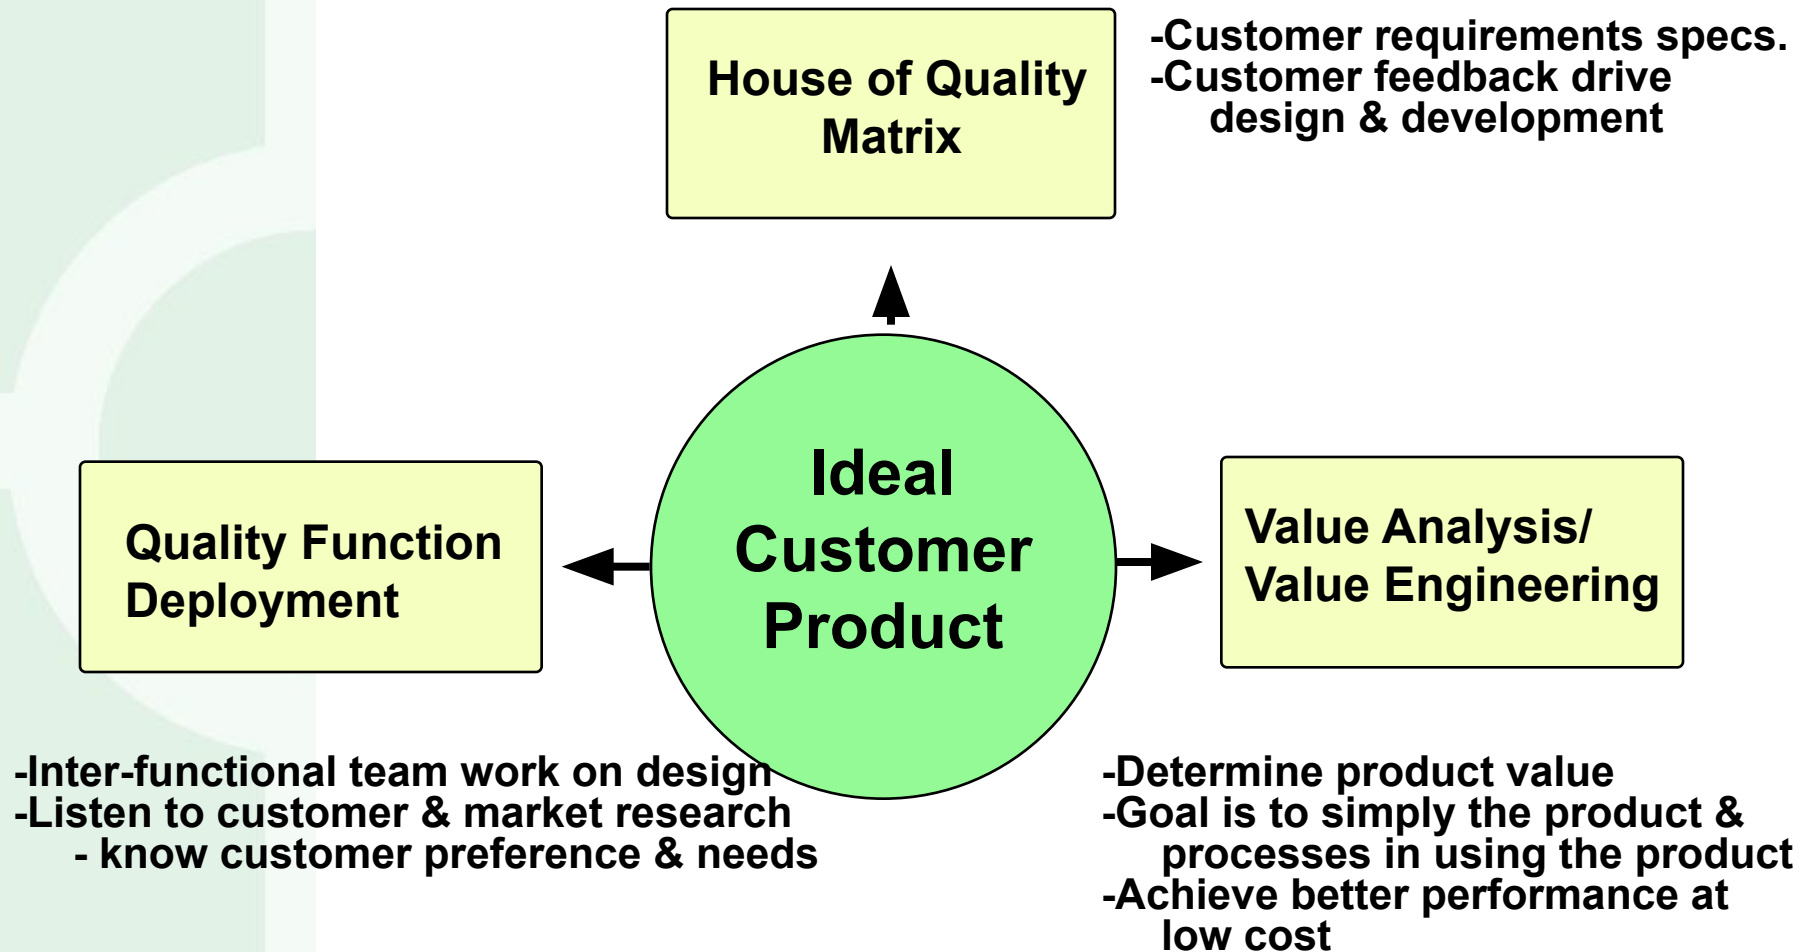 House of Quality
Matrix
-Customer requirements specs.
-Customer feedback drive
design & development
Ideal
Customer
Product
Quality Function
Deployment
Value Analysis/
Value Engineering
-Inter-functional team work on design
-Listen to customer & market research
- know customer preference & needs
-Determine product value
-Goal is to simply the product &
processes in using the product
-Achieve better performance at
low cost